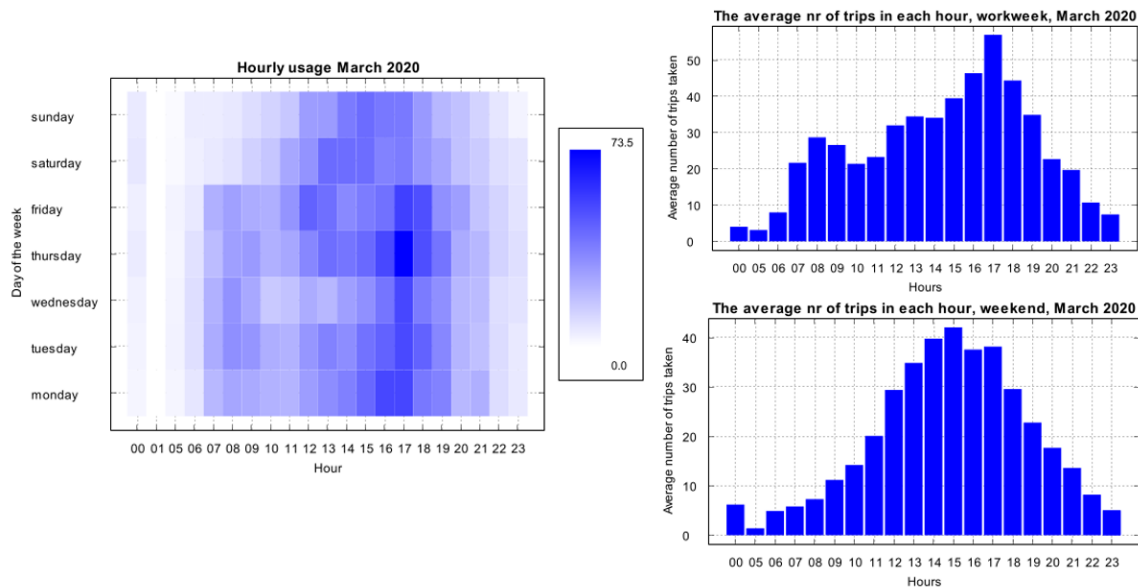 Hourly usage March 2020
Day of the week
sunday
saturday
friday
thursday
wednesday
tuesday
monday
00 01 05 06 07 08 09 10 11 12 13 14 15 16 17 18 19 20 21 22 23
Hour
73.5
0.0
The average nr of trips in each hour, workweek, March 2020
Average number of trips taken
50
40
30
20
10
0
00 05 06 07 08 09 10 11 12 13 14 15 16 17 18 19 20 21 22 23
Hours
The average nr of trips in each hour, weekend, March 2020
Average number of trips taken
40
30
20
10
0
00 05 06 07 08 09 10 11 12 13 14 15 16 17 18 19 20 21 22 23
Hours